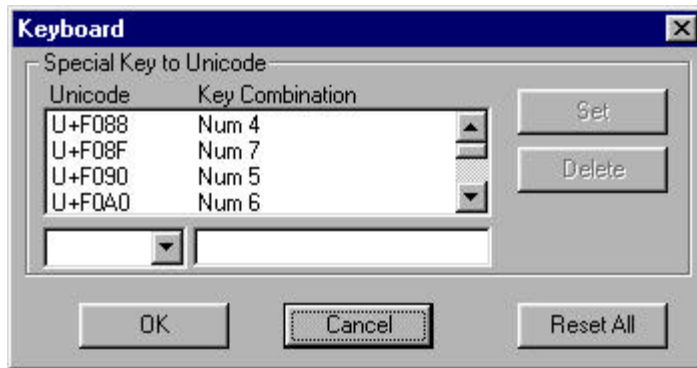 Keyboard
Special Key to Unicode
Unicode Key Combination
U+F088 Num 4
U+F08F Num 7
U+F090 Num 5
U+F0A0 Num 6
Set
Delete
OK Cancel Reset All